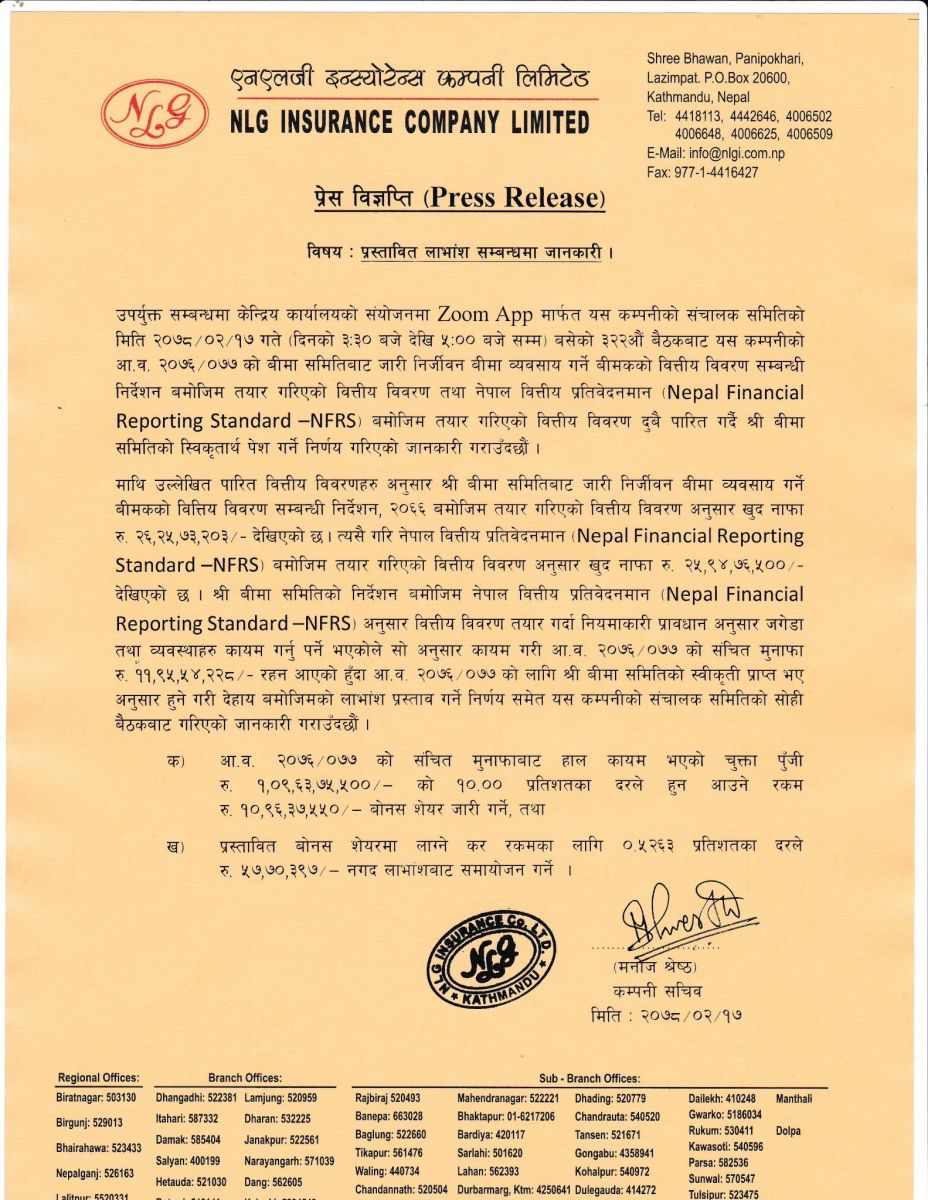 एनएलजी इन्स्योरेन्स कम्पनी लिमिटेड
NLG INSURANCE COMPANY LIMITED
NLG
Shree Bhawan, Panipokhari,
Lazimpat. P.O.Box 20600,
Kathmandu, Nepal
Tel: 4418113, 4442646, 4006502
4006648, 4006625, 4006509
E-Mail: info@nlgi.com.np
Fax: 977-1-4416427
प्रेस विज्ञप्ति (Press Release)
विषय : प्रस्तावित लाभांश सम्बन्धमा जानकारी ।
उपर्युक्त सम्बन्धमा केन्द्रिय कार्यालयको संयोजनमा Zoom App मार्फत यस कम्पनीको संचालक समितिको
मिति २०७८/०२/१७ गते (दिनको ३:३० बजे देखि ५:०० बजे सम्म) बसेको ३२२औं बैठकबाट यस कम्पनीको
आ.व. २०७६/०७७ को बीमा समितिबाट जारी निर्जीवन बीमा व्यवसाय गर्ने बीमकको वित्तीय विवरण सम्बन्धी
निर्देशन बमोजिम तयार गरिएको वित्तीय विवरण तथा नेपाल वित्तीय प्रतिवेदनमान (Nepal Financial
Reporting Standard –NFRS) बमोजिम तयार गरिएको वित्तीय विवरण दुबै पारित गर्दै श्री बीमा
समितिको स्विकृतार्थ पेश गर्ने निर्णय गरिएको जानकारी गराउँदछौं ।
माथि उल्लेखित पारित वित्तीय विवरणहरु अनुसार श्री बीमा समितिबाट जारी निर्जीवन बीमा व्यवसाय गर्ने
बीमकको वित्तिय विवरण सम्बन्धी निर्देशन, २०६६ बमोजिम तयार गरिएको वित्तीय विवरण अनुसार खुद नाफा
रु. २६,२५,७३,२०३/- देखिएको छ। त्यसै गरि नेपाल वित्तीय प्रतिवेदनमान (Nepal Financial Reporting
Standard –NFRS) बमोजिम तयार गरिएको वित्तीय विवरण अनुसार खुद नाफा रु. २५,९४,७६,५००/-
देखिएको छ । श्री बीमा समितिको निर्देशन बमोजिम नेपाल वित्तीय प्रतिवेदनमान (Nepal Financial
Reporting Standard –NFRS) अनुसार वित्तीय विवरण तयार गर्दा नियमाकारी प्रावधान अनुसार जगेडा
तथा व्यवस्थाहरु कायम गर्नु पर्ने भएकोले सो अनुसार कायम गरी आ.व. २०७६/०७७ को संचित मुनाफा
रु. ११,९५,५४,२२८/- रहन आएको हुँदा आ.व. २०७६/०७७ को लागि श्री बीमा समितिको स्वीकृती प्राप्त भए
अनुसार हुने गरी देहाय बमोजिमको लाभांश प्रस्ताव गर्ने निर्णय समेत यस कम्पनीको संचालक समितिको सोही
बैठकबाट गरिएको जानकारी गराउँदछौं ।
क) आ.व. २०७६/०७७ को संचित मुनाफाबाट हाल कायम भएको चुक्ता पुँजी
रु. १,०९,६३,७५,५००/– को १०.०० प्रतिशतका दरले हुन आउने रकम
रु. १०,९६,३७,५५०/– बोनस शेयर जारी गर्ने, तथा
ख) प्रस्तावित बोनस शेयरमा लाग्ने कर रकमका लागि ०.५२६३ प्रतिशतका दरले
रु. ५७,७०,३९७/– नगद लाभांशबाट समायोजन गर्ने ।
NLG INSURANCE Co. LTD.
NLG
KATHMANDU
(मनोज श्रेष्ठ)
कम्पनी सचिव
मिति : २०७८/०२/१७
Regional Offices: Branch Offices: Sub - Branch Offices:
Biratnagar: 503130 Dhangadhi: 522381 Lamjung: 520959 Rajbiraj 520493 Mahendranagar: 522221 Dhading: 520779 Dailekh: 410248 Manthali
Birgunj: 529013 Itahari: 587332 Dharan: 532225 Banepa: 663028 Bhaktapur: 01-6217206 Chandrauta: 540520 Gwarko: 5186034
Bhairahawa: 523433 Damak: 585404 Janakpur: 522561 Baglung: 522660 Bardiya: 420117 Tansen: 521671 Rukum: 530411 Dolpa
Nepalganj: 526163 Salyan: 400199 Narayangarh: 571039 Tikapur: 561476 Sarlahi: 501620 Gongabu: 4358941 Kawasoti: 540596
Lalitpur: 5520331 Hetauda: 521030 Dang: 562605 Waling: 440734 Lahan: 562393 Kohalpur: 540972 Parsa: 582536
Chandannath: 520504 Durbarmarg, Ktm: 4250641 Dulegauda: 414272 Sunwal: 570547
Tulsipur: 523475